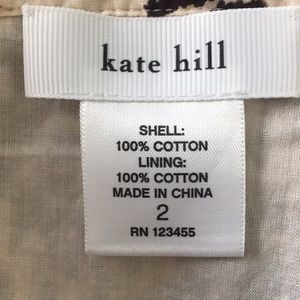 kate hill
SHELL:
100% COTTON
LINING:
100% COTTON
MADE IN CHINA
2
RN 123455